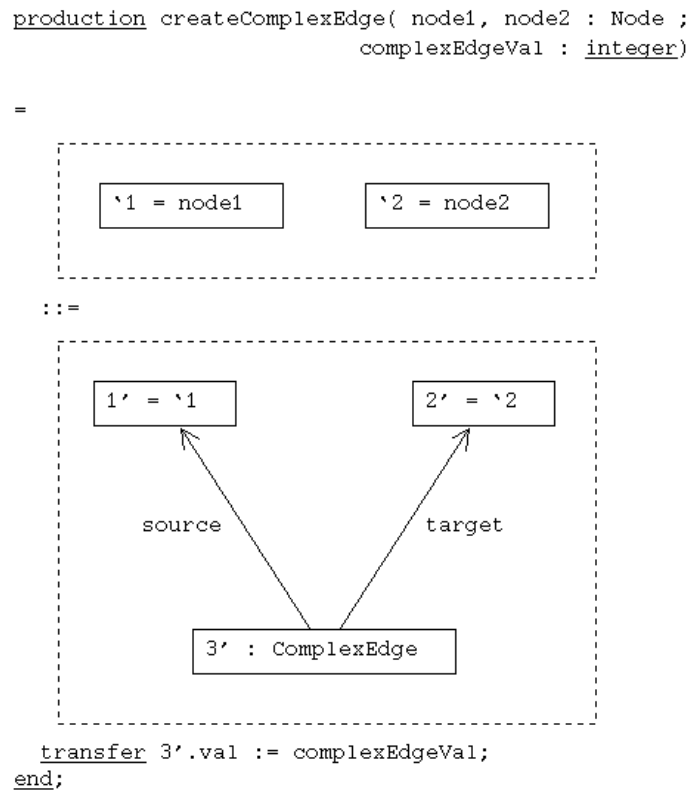 production createComplexEdge( node1, node2 : Node ;
complexEdgeVal : integer)
=
‵1 = node1
‵2 = node2
::=
1′ = ‵1
2′ = ‵2
source
target
3′ : ComplexEdge
transfer 3′.val := complexEdgeVal;
end;